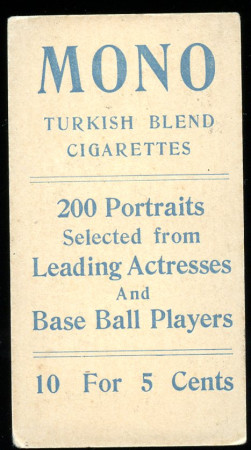 MONO
TURKISH BLEND
CIGARETTES
200 Portraits
Selected from
Leading Actresses
And
Base Ball Players
10 For 5 Cents